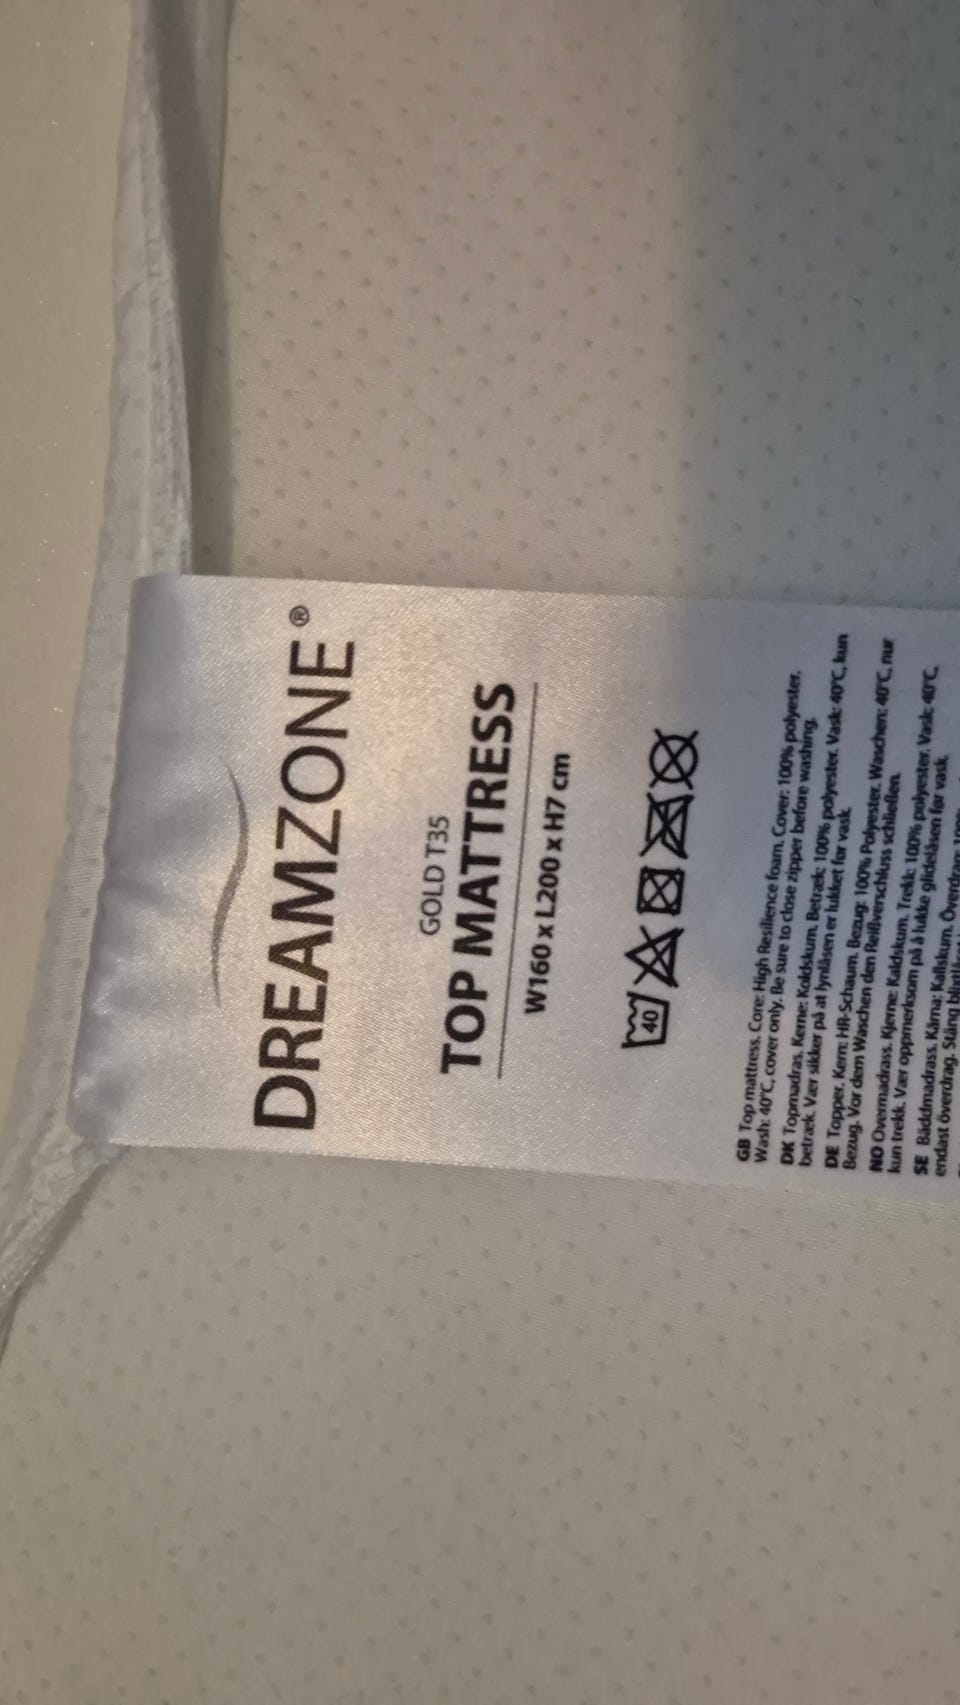 DREAMZONE®
GOLD T35
TOP MATTRESS
W160 x L200 x H7 cm
40
GB Top mattress. Core: High Resilience foam. Cover: 100% polyester.
Wash: 40°C, cover only. Be sure to close zipper before washing.
DK Topmadras. Kerne: Koldskum. Betræk: 100% polyester. Vask: 40°C, kun
betræk. Vær sikker på at lynlåsen er lukket før vask.
DE Topper. Kern: HR-Schaum. Bezug: 100% Polyester. Waschen: 40°C, nur
Bezug. Vor dem Waschen den Reißverschluss schließen.
NO Overmadrass. Kjerne: Kaldskum. Trekk: 100% polyester. Vask: 40°C,
kun trekk. Vær oppmerksom på å lukke glidelåsen før vask.
SE Bäddmadrass. Kärna: Kallskum. Överdrag: 100%
endast överdrag. Stäng